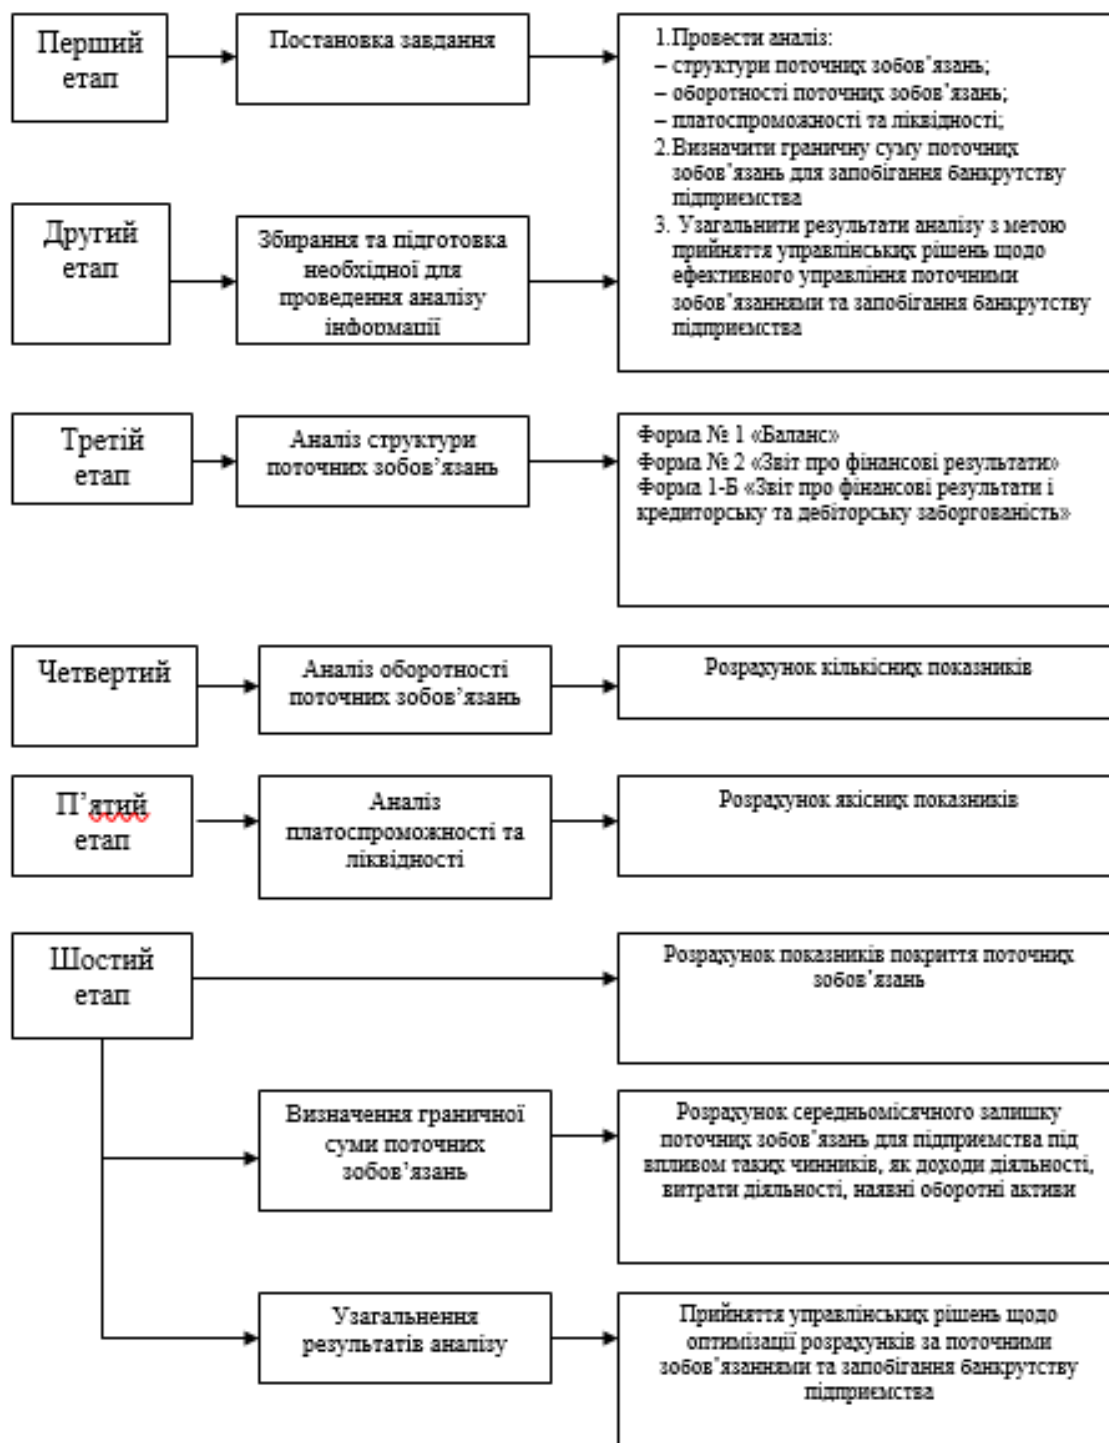 Перший
етап
Постановка завдання
1.Провести аналіз:
– структури поточних зобов’язань;
– оборотності поточних зобов’язань;
– платоспроможності та ліквідності;
2.Визначити граничну суму поточних
зобов’язань для запобігання банкрутству
підприємства
3. Узагальнити результати аналізу з метою
прийняття управлінських рішень щодо
ефективного управління поточними
зобов’язаннями та запобігання банкрутству
підприємства
Другий
етап
Збирання та підготовка
необхідної для
проведення аналізу
інформації
Третій
етап
Аналіз структури
поточних зобов’язань
Форма № 1 «Баланс»
Форма № 2 «Звіт про фінансові результати»
Форма 1-Б «Звіт про фінансові результати і
кредиторську та дебіторську заборгованість»
Четвертий
Аналіз оборотності
поточних зобов’язань
Розрахунок кількісних показників
П’ятий
етап
Аналіз
платоспроможності та
ліквідності
Розрахунок якісних показників
Шостий
етап
Розрахунок показників покриття поточних
зобов’язань
Визначення граничної
суми поточних
зобов’язань
Розрахунок середньомісячного залишку
поточних зобов’язань для підприємства під
впливом таких чинників, як доходи діяльності,
витрати діяльності, наявні оборотні активи
Узагальнення
результатів аналізу
Прийняття управлінських рішень щодо
оптимізації розрахунків за поточними
зобов’язаннями та запобігання банкрутству
підприємства